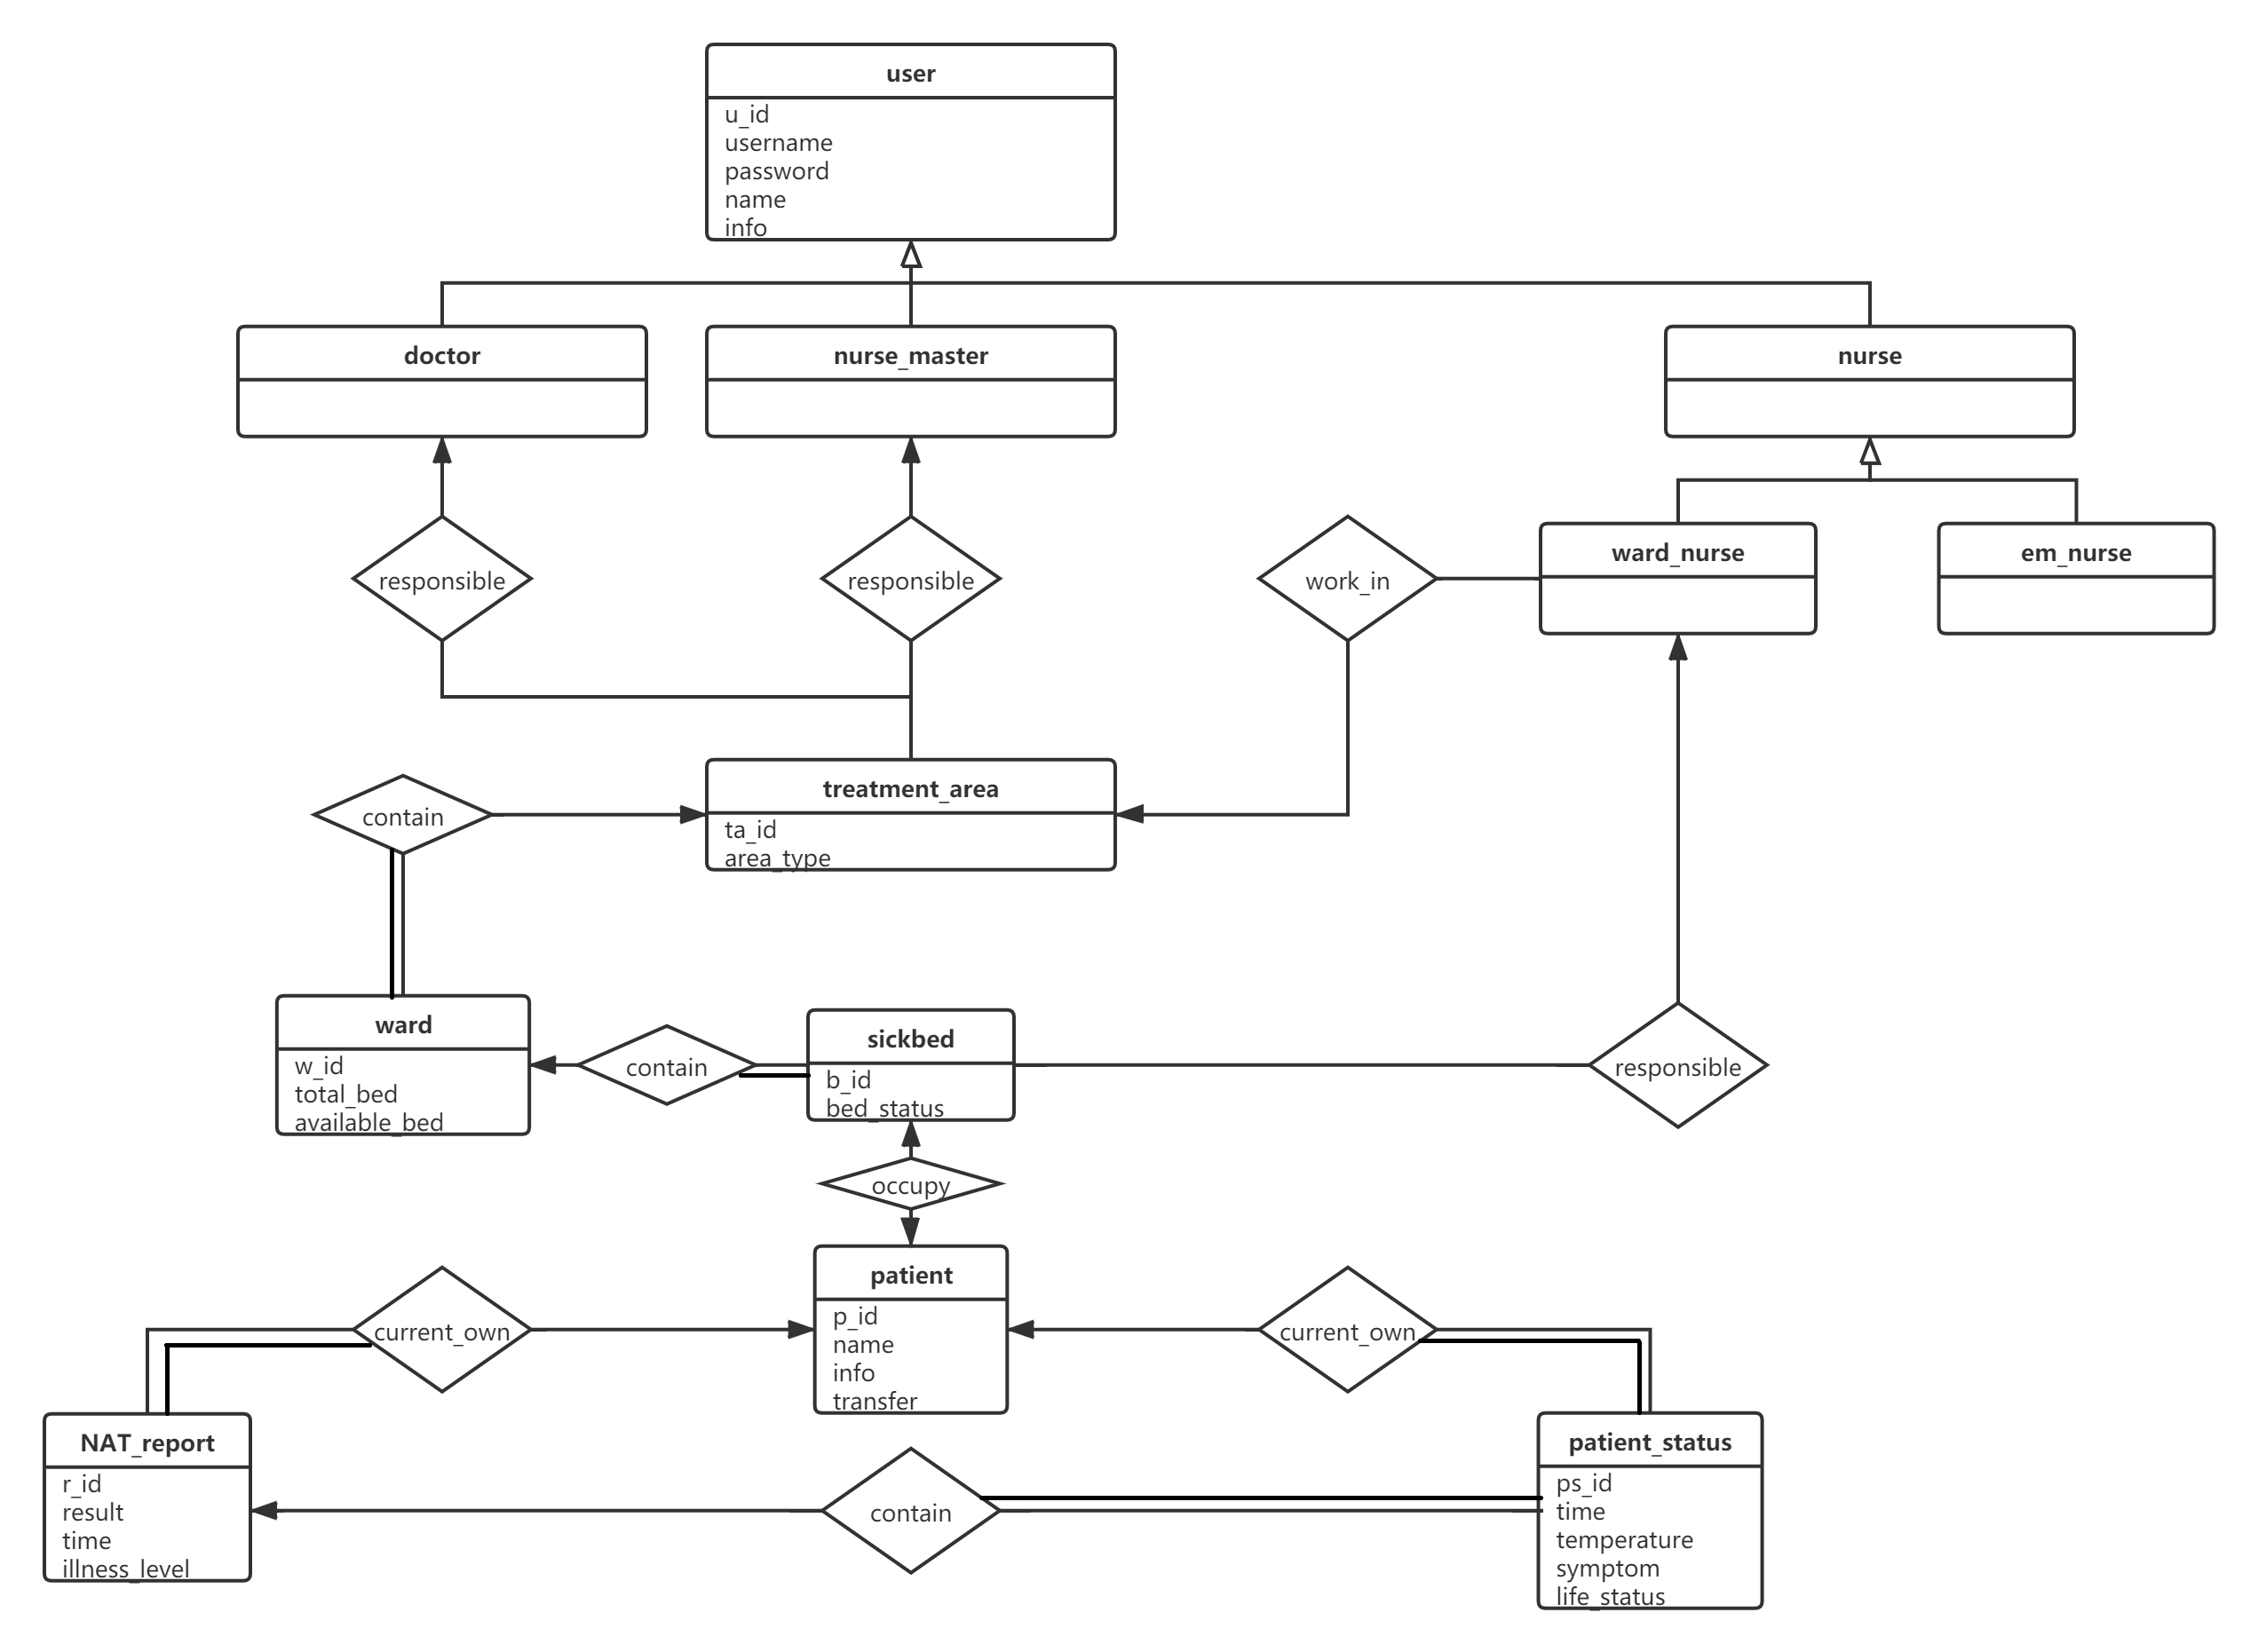 user
u_id
username
password
name
info
doctor
nurse_master
nurse
responsible
responsible
work_in
ward_nurse
em_nurse
contain
treatment_area
ta_id
area_type
ward
w_id
total_bed
available_bed
contain
sickbed
b_id
bed_status
responsible
occupy
patient
p_id
name
info
transfer
current_own
current_own
NAT_report
r_id
result
time
illness_level
contain
patient_status
ps_id
time
temperature
symptom
life_status